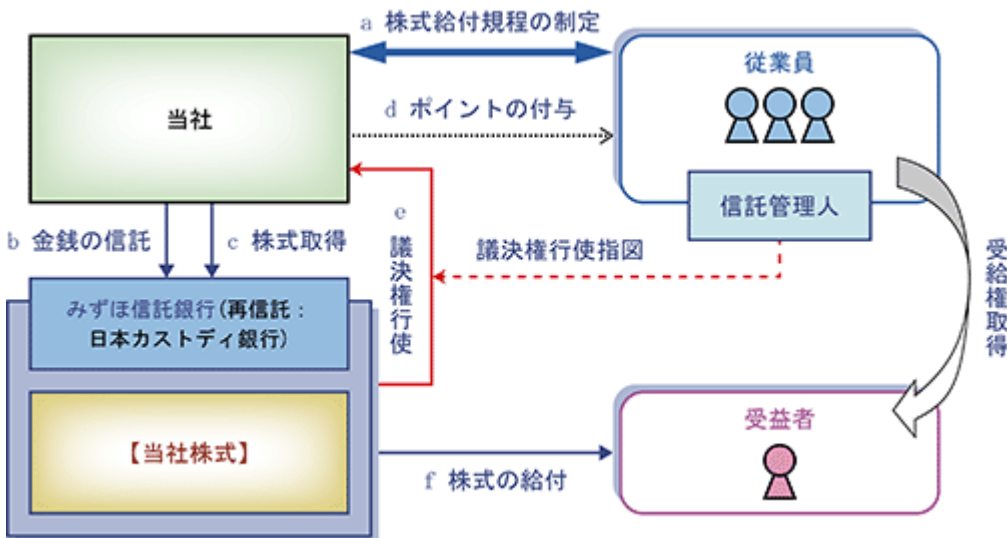 a 株式給付規程の制定
従業員
当社
d ポイントの付与
信託管理人
b 金銭の信託
c 株式取得
e 議決権行使
議決権行使指図
受給権取得
みずほ信託銀行(再信託：
日本カストディ銀行)
【当社株式】
受益者
f 株式の給付